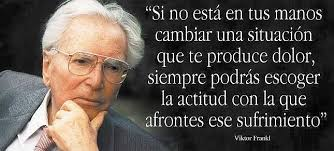 “Si no está en tus manos
cambiar una situación
que te produce dolor,
siempre podrás escoger
la actitud con la que
afrontes ese sufrimiento”
Viktor Frankl